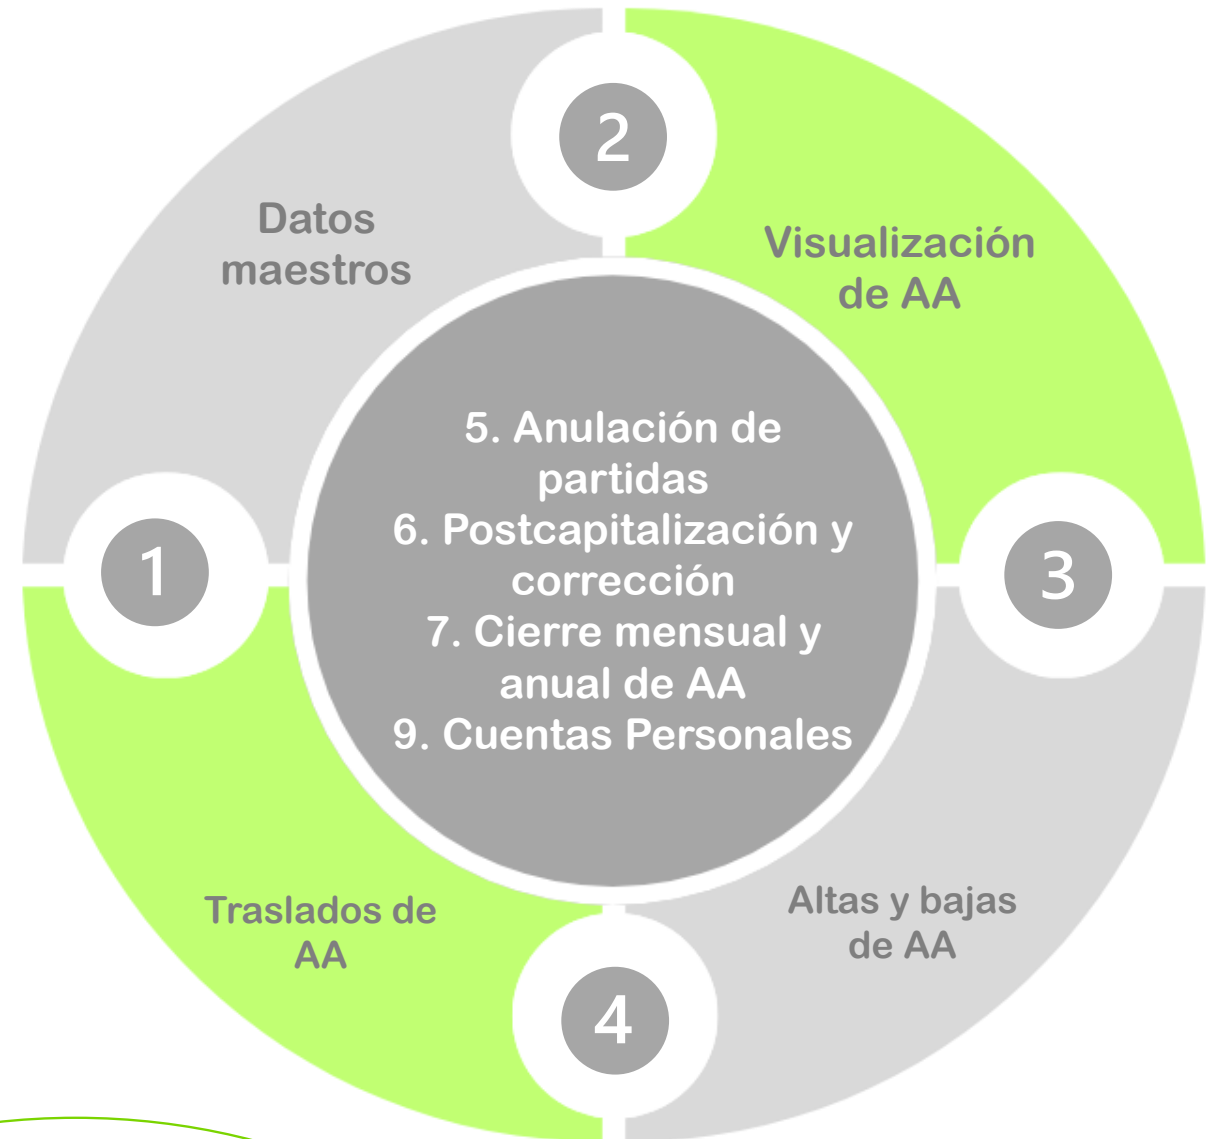 1
Datos
maestros
2
Visualización
de AA
3
Altas y bajas
de AA
4
Traslados de
AA
5. Anulación de
partidas
6. Postcapitalización y
corrección
7. Cierre mensual y
anual de AA
9. Cuentas Personales